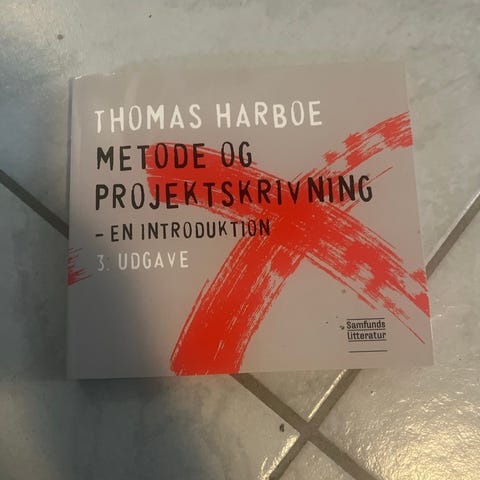 THOMAS HARBOE
METODE OG
PROJEKTSKRIVNING
- EN INTRODUKTION
3. UDGAVE
Samfunds
Litteratur